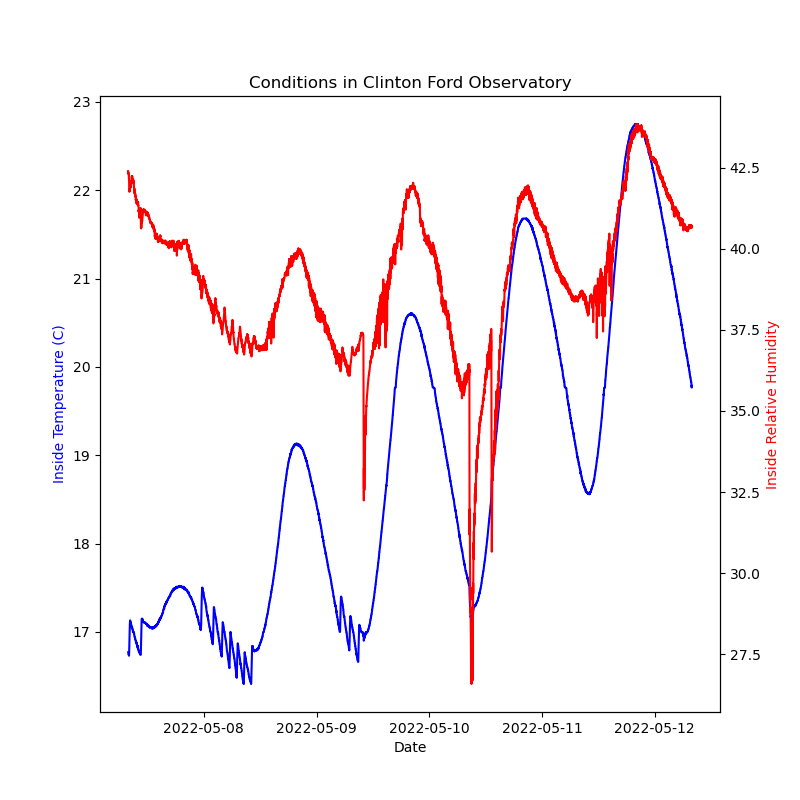 Conditions in Clinton Ford Observatory
23
22
21
20
19
18
17
Inside Temperature (C)
42.5
40.0
37.5
35.0
32.5
30.0
27.5
Inside Relative Humidity
2022-05-08 2022-05-09 2022-05-10 2022-05-11 2022-05-12
Date